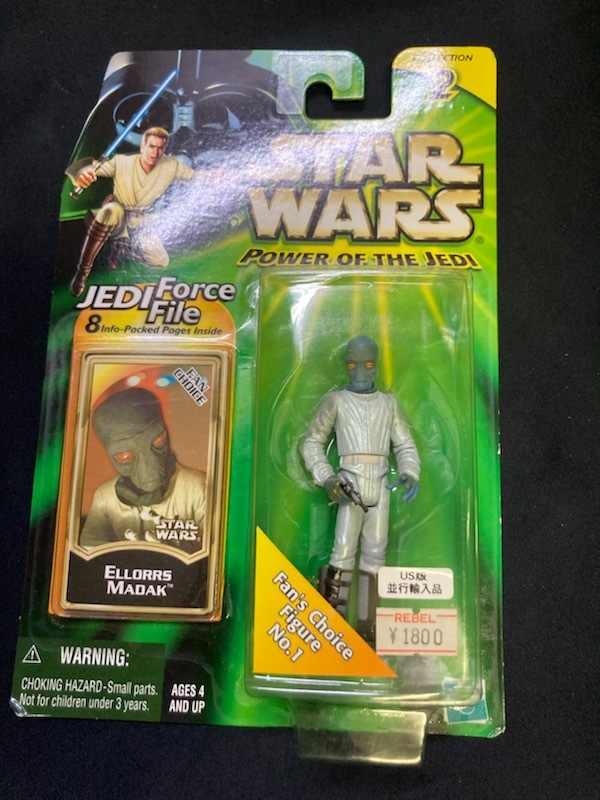 COLLECTION
2
STAR
WARS
®
POWER OF THE JEDI
JEDI Force
File
8 Info-Packed Pages Inside
FAN
CHOICE
STAR
WARS
ELLORRS
MADAK™
Fan's Choice
Figure
NO.1
US版
並行輸入品
REBEL
¥1800
⚠ WARNING:
CHOKING HAZARD-Small parts.
Not for children under 3 years.
AGES 4
AND UP